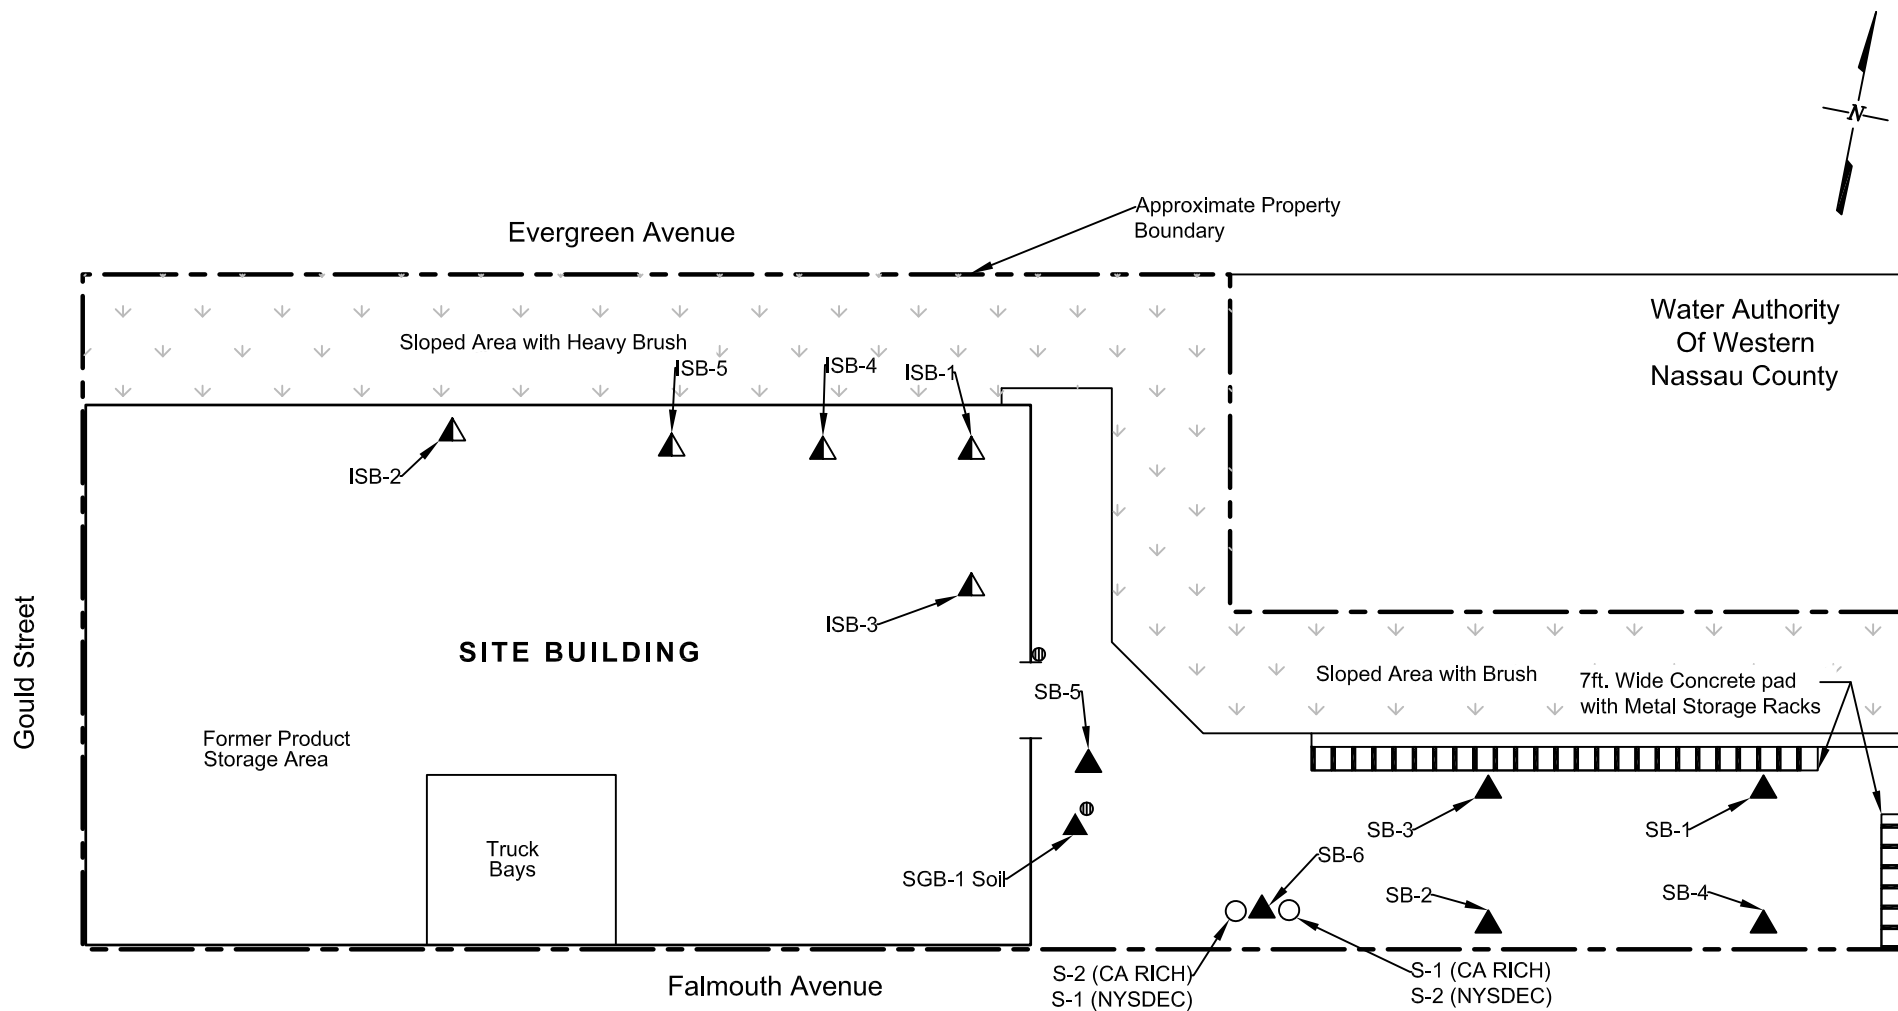 N
Approximate Property
Boundary
Evergreen Avenue
Water Authority
Of Western
Nassau County
Sloped Area with Heavy Brush
ISB-5
ISB-4
ISB-1
ISB-2
ISB-3
Gould Street
SITE BUILDING
Sloped Area with Brush
7ft. Wide Concrete pad
with Metal Storage Racks
SB-5
Former Product
Storage Area
SB-3
SB-1
Truck
Bays
SB-6
SGB-1 Soil
SB-2
SB-4
S-2 (CA RICH)
S-1 (NYSDEC)
S-1 (CA RICH)
S-2 (NYSDEC)
Falmouth Avenue